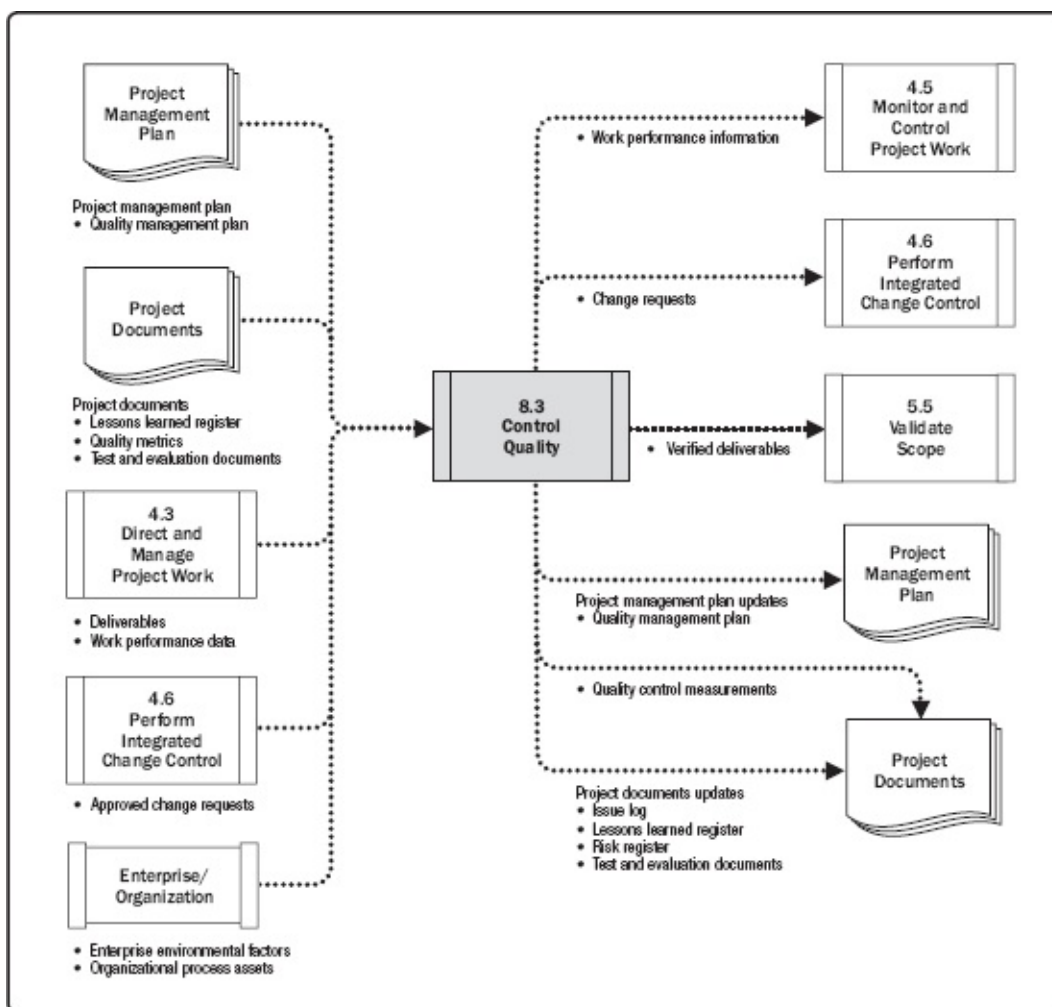 Project
Management
Plan
Project management plan
• Quality management plan
Project
Documents
Project documents
• Lessons learned register
• Quality metrics
• Test and evaluation documents
4.3
Direct and
Manage
Project Work
• Deliverables
• Work performance data
4.6
Perform
Integrated
Change Control
• Approved change requests
Enterprise/
Organization
• Enterprise environmental factors
• Organizational process assets
8.3
Control
Quality
• Work performance information
4.5
Monitor and
Control
Project Work
• Change requests
4.6
Perform
Integrated
Change Control
• Verified deliverables
5.5
Validate
Scope
Project management plan updates
• Quality management plan
Project
Management
Plan
• Quality control measurements
Project documents updates
• Issue log
• Lessons learned register
• Risk register
• Test and evaluation documents
Project
Documents